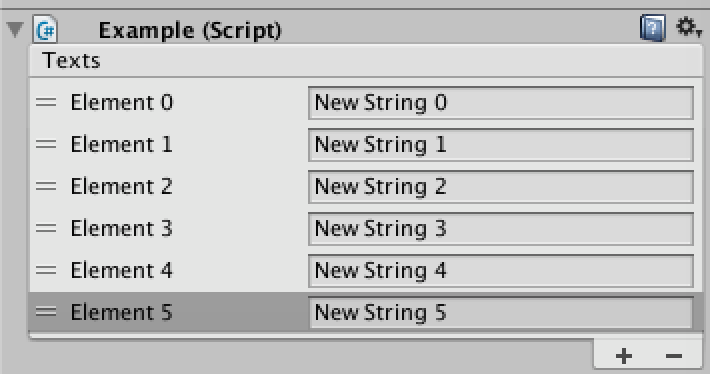 Example (Script)
Texts
Element 0 New String 0
Element 1 New String 1
Element 2 New String 2
Element 3 New String 3
Element 4 New String 4
Element 5 New String 5
+ −